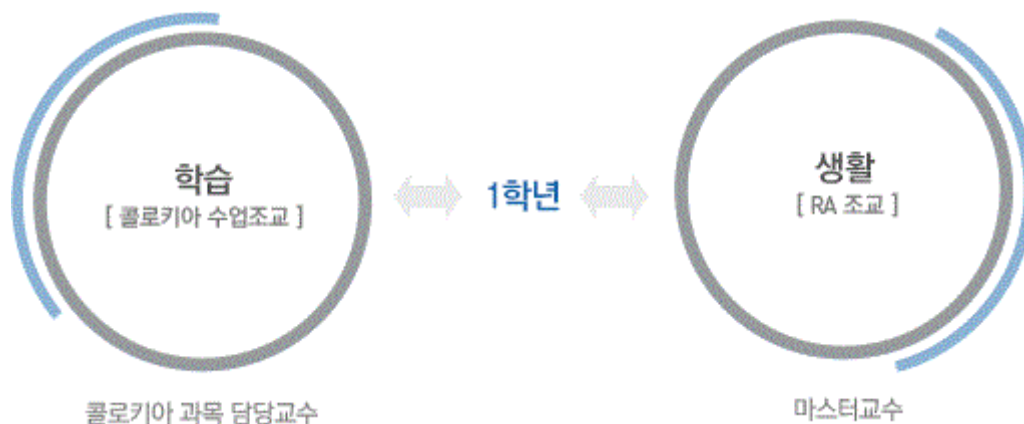 학습
[ 콜로키아 수업조교 ]
1학년
생활
[ RA 조교 ]
콜로키아 과목 담당교수
마스터교수